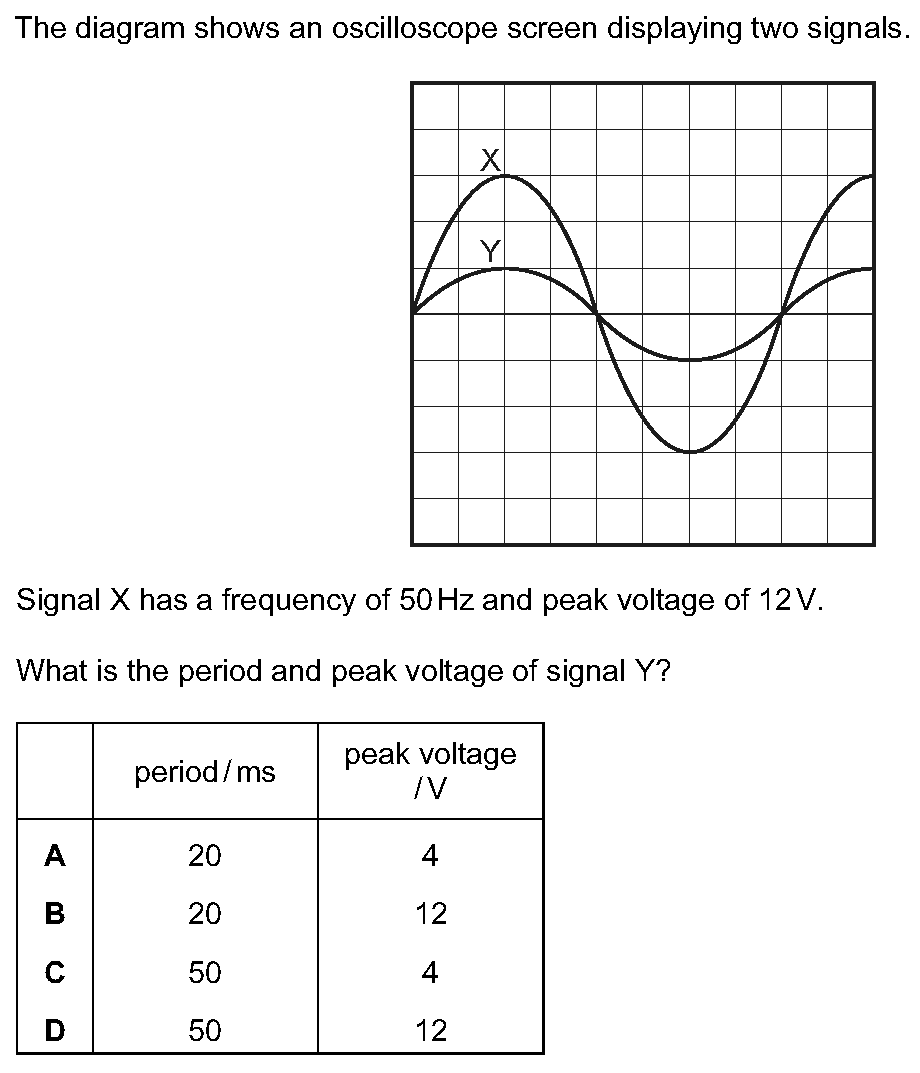 The diagram shows an oscilloscope screen displaying two signals.
X
Y
Signal X has a frequency of 50 Hz and peak voltage of 12 V.
What is the period and peak voltage of signal Y?
period / ms peak voltage
/ V
A 20 4
B 20 12
C 50 4
D 50 12